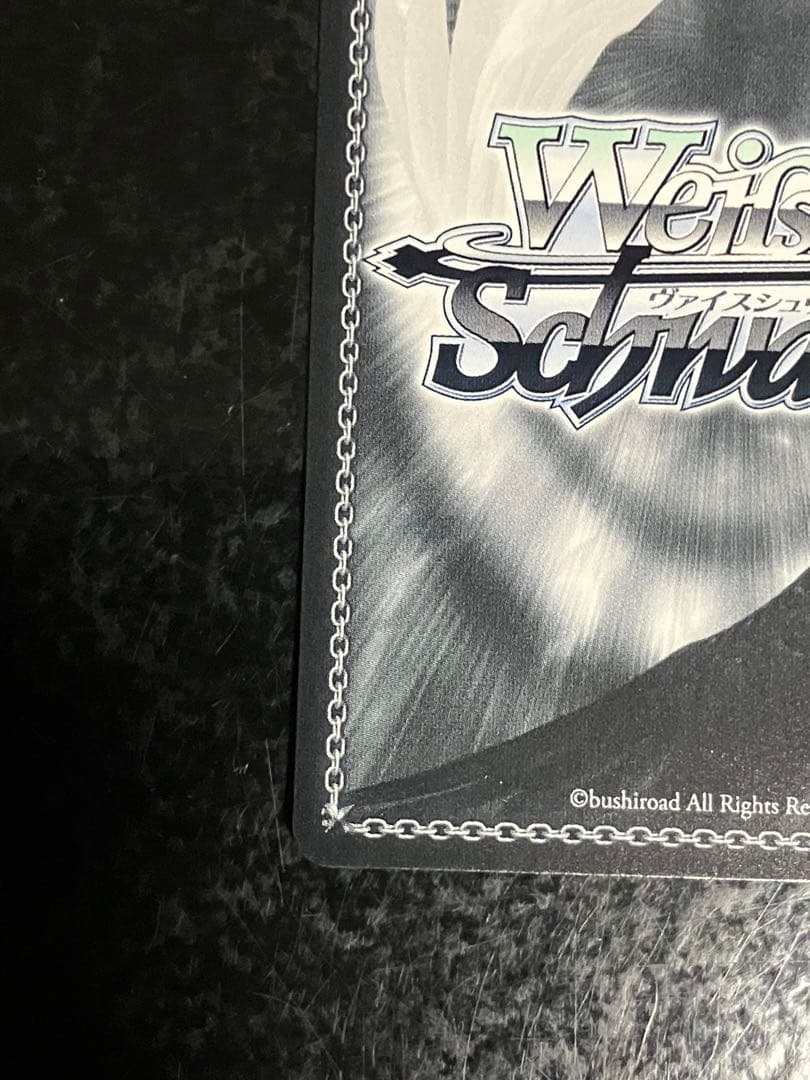 Weiß
ヴァイスシュ
Schwa
©bushiroad All Rights Re